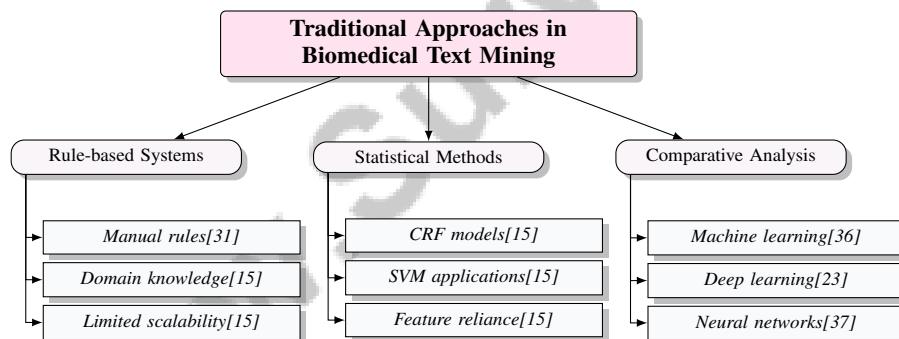 Traditional Approaches in
Biomedical Text Mining
Rule-based Systems
Statistical Methods
Comparative Analysis
Manual rules[31]
Domain knowledge[15]
Limited scalability[15]
CRF models[15]
SVM applications[15]
Feature reliance[15]
Machine learning[36]
Deep learning[23]
Neural networks[37]